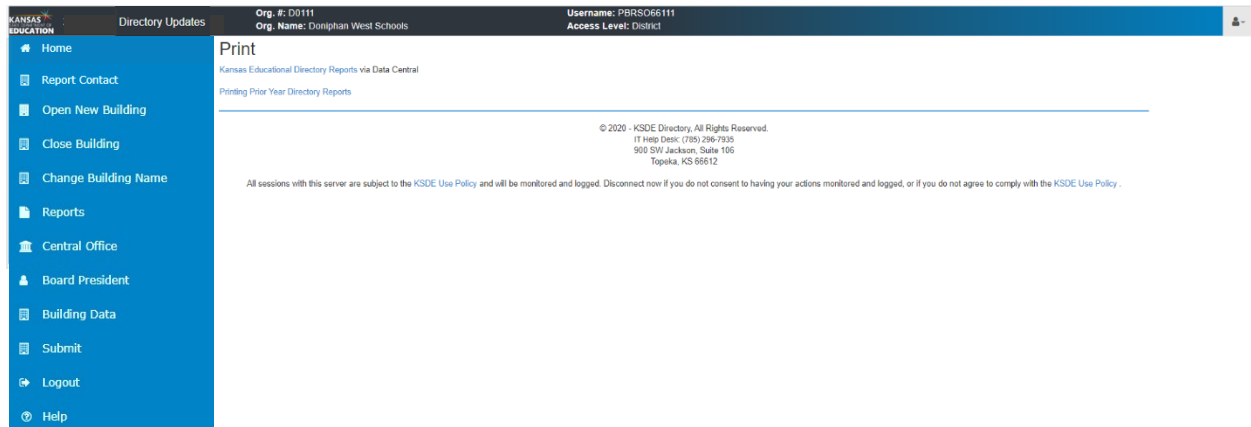 KANSAS
EDUCATION
Directory Updates
Org. #: D0111
Org. Name: Doniphan West Schools
Username: PBRSO66111
Access Level: District
Home
Report Contact
Open New Building
Close Building
Change Building Name
Reports
Central Office
Board President
Building Data
Submit
Logout
Help
Print
Kansas Educational Directory Reports via Data Central
Printing Prior Year Directory Reports
© 2020 - KSDE Directory, All Rights Reserved.
IT Help Desk: (785) 296-7935
900 SW Jackson, Suite 106
Topeka, KS 66612
All sessions with this server are subject to the KSDE Use Policy and will be monitored and logged. Disconnect now if you do not consent to having your actions monitored and logged, or if you do not agree to comply with the KSDE Use Policy .